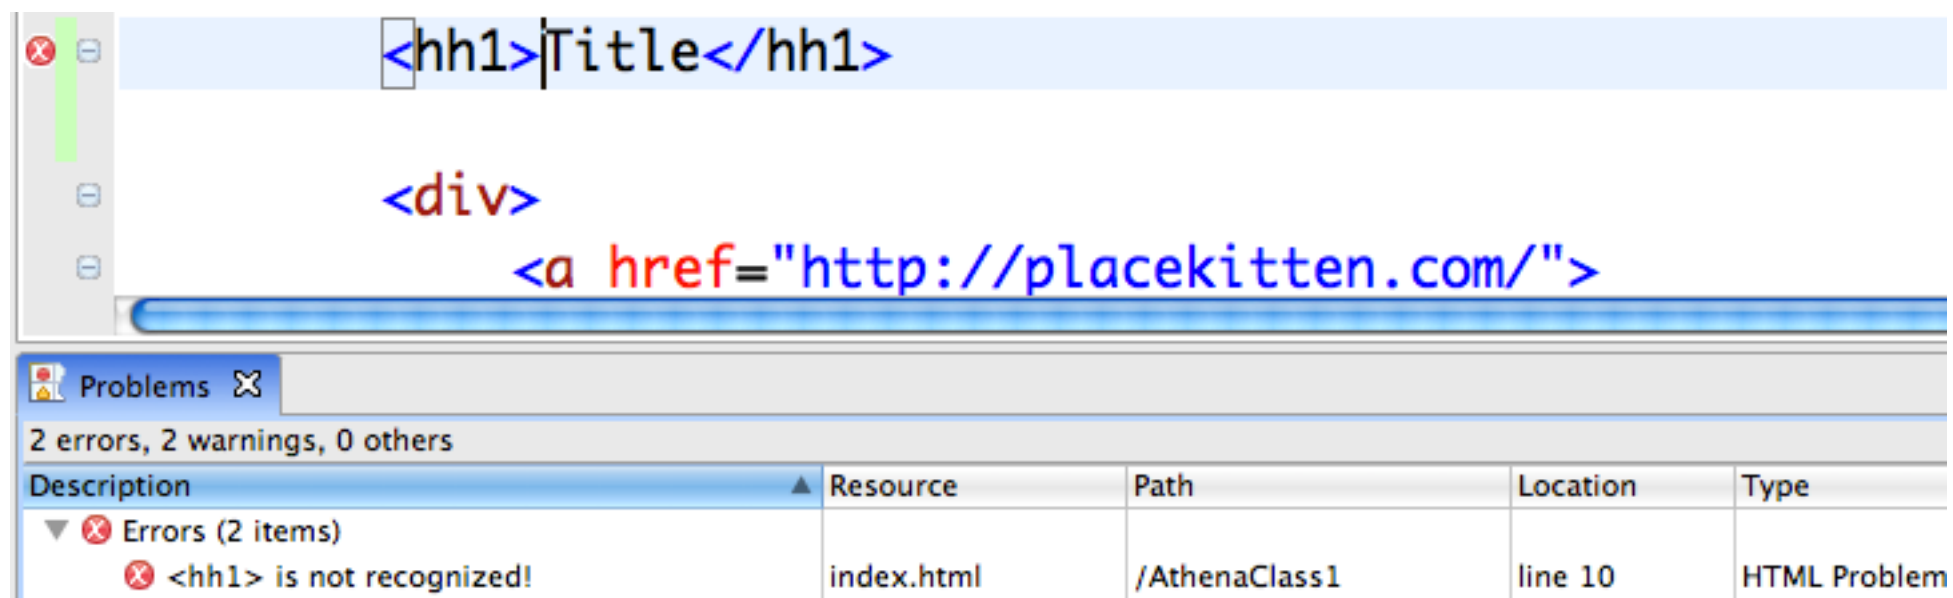 <hh1>Title</hh1>
<div>
<a href="http://placekitten.com/">
Problems
2 errors, 2 warnings, 0 others
Description Resource Path Location Type
Errors (2 items)
<hh1> is not recognized! index.html /AthenaClass1 line 10 HTML Problem